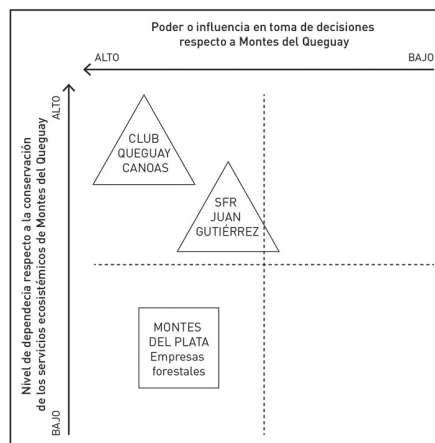 Poder o influencia en toma de decisiones
respecto a Montes del Queguay
ALTO
BAJO
Nivel de dependecia respecto a la conservación
de los servicios ecosistémicos de Montes del Queguay
ALTO
BAJO
CLUB
QUEGUAY
CANOAS
SFR
JUAN
GUTIÉRREZ
MONTES
DEL PLATA
Empresas
forestales